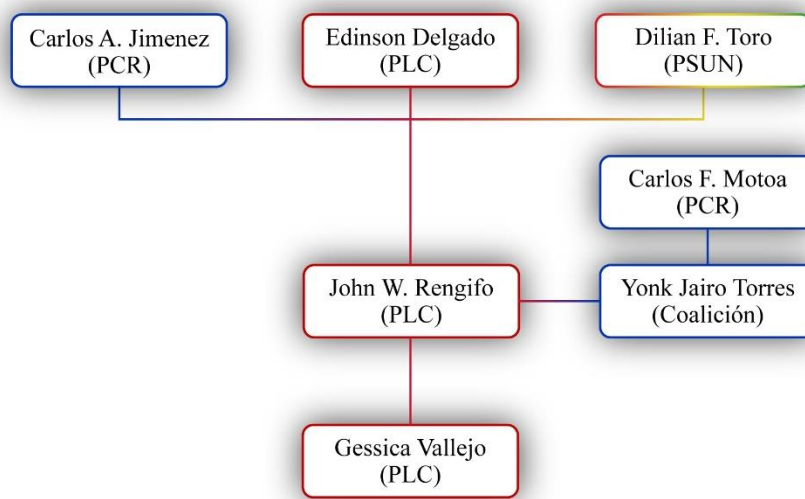 Carlos A. Jimenez
(PCR)
Edinson Delgado
(PLC)
Dilian F. Toro
(PSUN)
Carlos F. Motoa
(PCR)
John W. Rengifo
(PLC)
Yonk Jairo Torres
(Coalición)
Gessica Vallejo
(PLC)